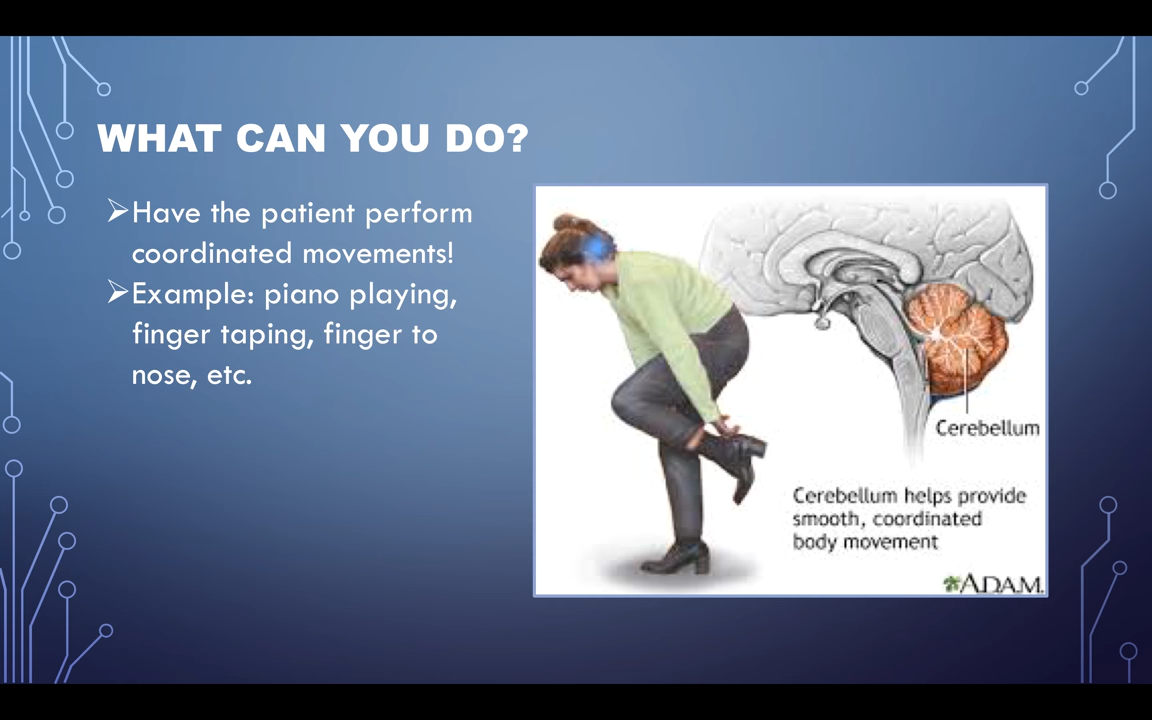 WHAT CAN YOU DO?
➢Have the patient perform
coordinated movements!
➢Example: piano playing,
finger taping, finger to
nose, etc.
Cerebellum
Cerebellum helps provide
smooth, coordinated
body movement
A.D.A.M.